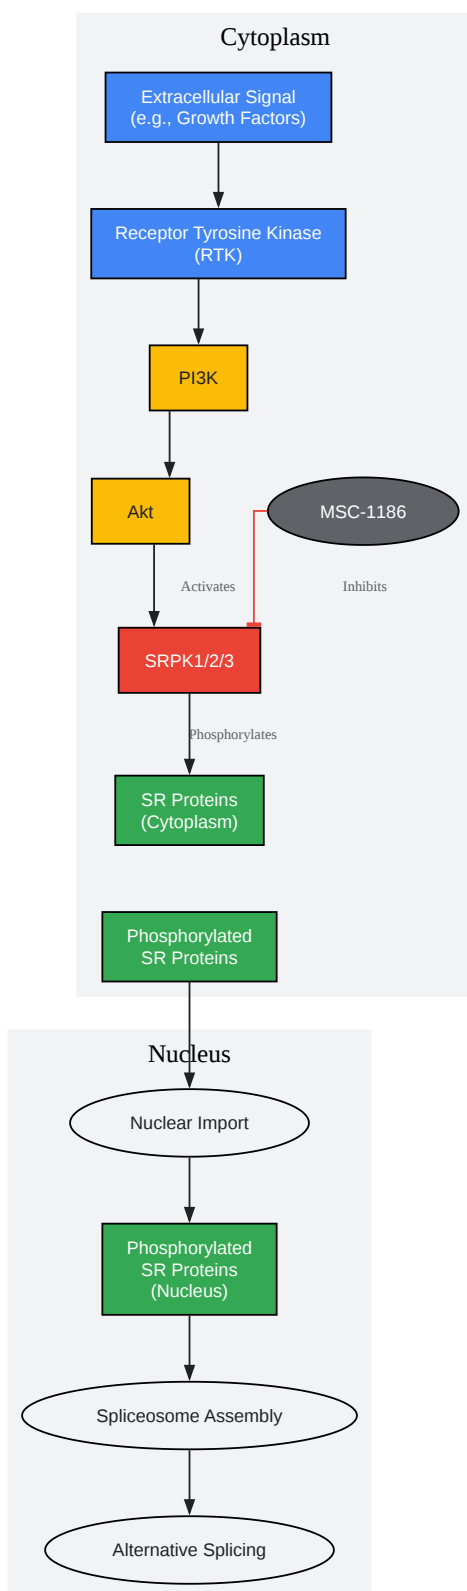 Cytoplasm
Extracellular Signal
(e.g., Growth Factors)
Receptor Tyrosine Kinase
(RTK)
PI3K
Akt
MSC-1186
Activates
Inhibits
SRPK1/2/3
Phosphorylates
SR Proteins
(Cytoplasm)
Phosphorylated
SR Proteins
Nucleus
Nuclear Import
Phosphorylated
SR Proteins
(Nucleus)
Spliceosome Assembly
Alternative Splicing